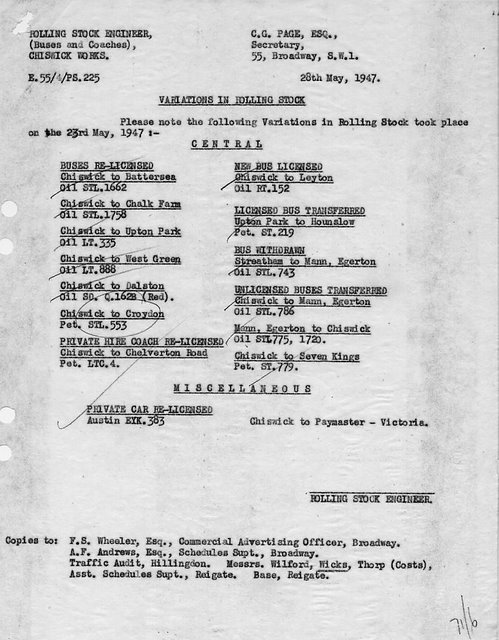 ROLLING STOCK ENGINEER,
(Buses and Coaches),
CHISWICK WORKS.
C.G. PAGE, ESQ.,
Secretary,
55, Broadway, S.W.1.
E.55/4/PS.225
28th May, 1947.
VARIATIONS IN ROLLING STOCK
Please note the following Variations in Rolling Stock took place
on the 23rd May, 1947 :-
CENTRAL
BUSES RE-LICENSED
Chiswick to Battersea
Oil STL.1662
Chiswick to Chalk Farm
Oil STL.1758
Chiswick to Upton Park
Oil LT.335
Chiswick to West Green
Oil LT.888
Chiswick to Dalston
Oil SD. Q.162B (Red).
Chiswick to Croydon
Pet. STL.553
PRIVATE HIRE COACH RE-LICENSED
Chiswick to Chelverton Road
Pet. LTC.4.
NEW BUS LICENSED
Chiswick to Leyton
Oil RT.152
LICENSED BUS TRANSFERRED
Upton Park to Hounslow
Pet. ST.219
BUS WITHDRAWN
Streatham to Mann, Egerton
Oil STL.743
UNLICENSED BUSES TRANSFERRED
Chiswick to Mann, Egerton
Oil STL.786
Mann, Egerton to Chiswick
Oil STL775, 1720.
Chiswick to Seven Kings
Pet. ST.779.
MISCELLANEOUS
PRIVATE CAR RE-LICENSED
Austin EYK.383
Chiswick to Paymaster - Victoria.
ROLLING STOCK ENGINEER.
Copies to: F.S. Wheeler, Esq., Commercial Advertising Officer, Broadway.
A.F. Andrews, Esq., Schedules Supt., Broadway.
Traffic Audit, Hillingdon. Messrs. Wilford, Wicks, Thorp (Costs),
Asst. Schedules Supt., Reigate. Base, Reigate.
71/6